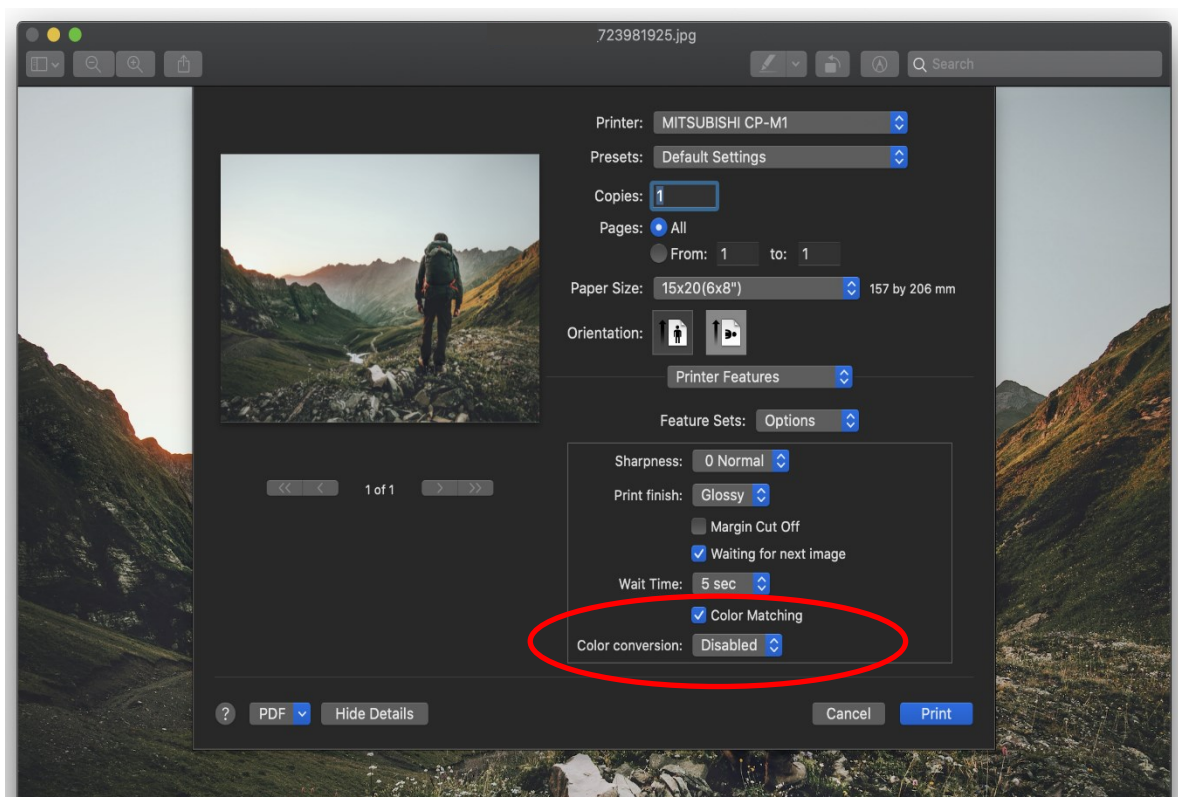 _723981925.jpg
Search
Printer: MITSUBISHI CP-M1
Presets: Default Settings
Copies: 1
Pages: All
From: 1 to: 1
Paper Size: 15x20(6x8") 157 by 206 mm
Orientation:
Printer Features
Feature Sets: Options
Sharpness: 0 Normal
1 of 1
Print finish: Glossy
Margin Cut Off
Waiting for next image
Wait Time: 5 sec
Color Matching
Color conversion: Disabled
? PDF Hide Details Cancel Print